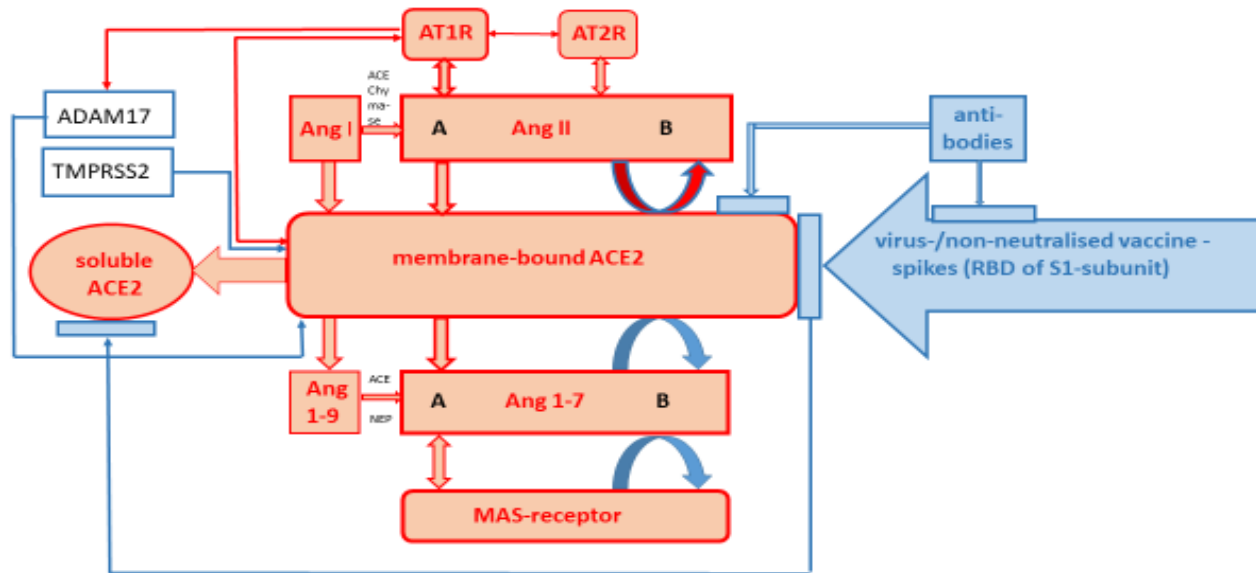 AT1R
AT2R
ACE
Chy
ma-
se
ADAM17
Ang I
A
Ang II
B
anti-
bodies
TMPRSS2
soluble
ACE2
membrane-bound ACE2
virus-/non-neutralised vaccine -
spikes (RBD of S1-subunit)
Ang
1-9
ACE
NEP
A
Ang 1-7
B
MAS-receptor